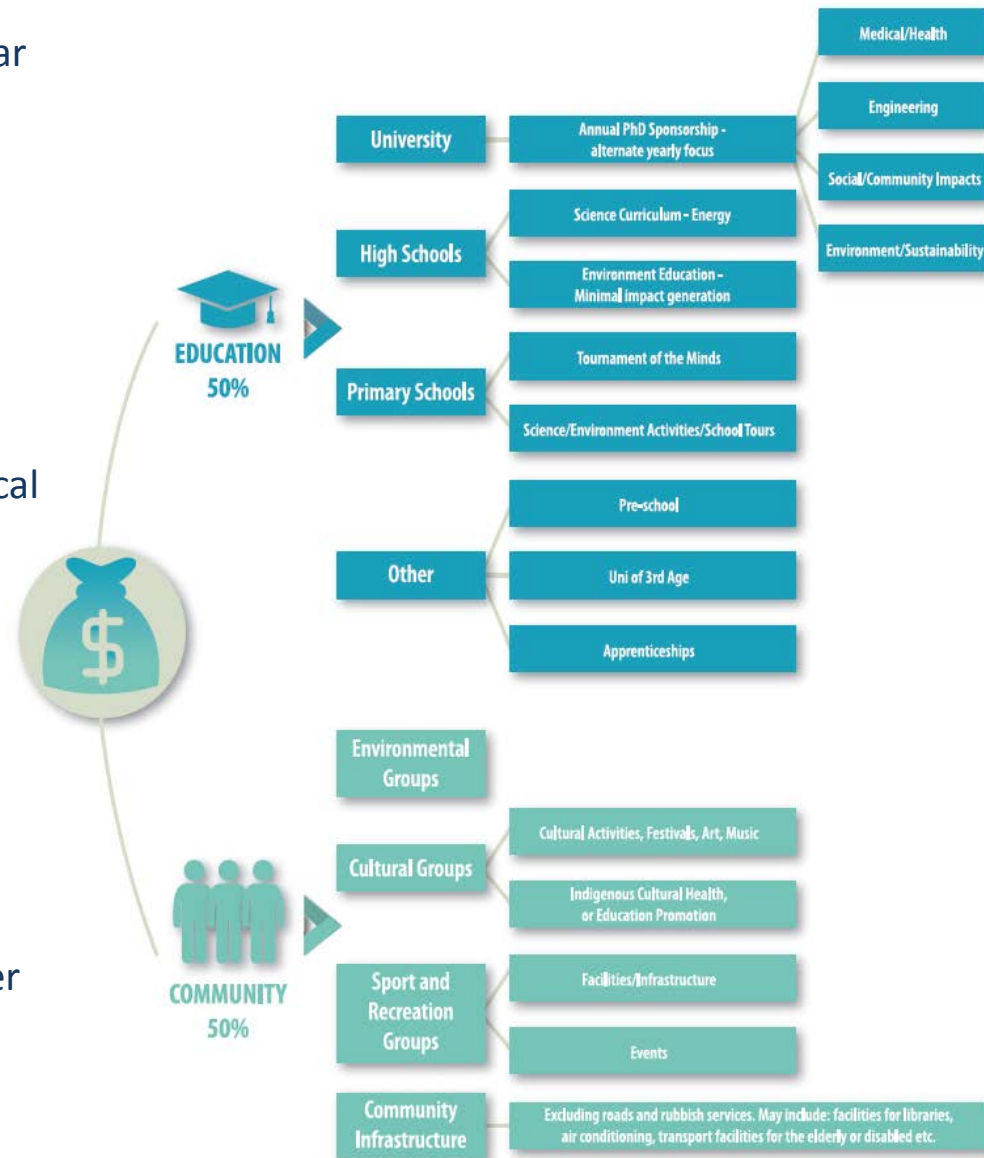 ar
cal
er
$
EDUCATION
50%
University
Annual PhD Sponsorship -
alternate yearly focus
Medical/Health
Engineering
Social/Community Impacts
Environment/Sustainability
High Schools
Science Curriculum - Energy
Environment Education -
Minimal impact generation
Primary Schools
Tournament of the Minds
Science/Environment Activities/School Tours
Other
Pre-school
Uni of 3rd Age
Apprenticeships
COMMUNITY
50%
Environmental
Groups
Cultural Groups
Cultural Activities, Festivals, Art, Music
Indigenous Cultural Health,
or Education Promotion
Sport and
Recreation
Groups
Facilities/Infrastructure
Events
Community
Infrastructure
Excluding roads and rubbish services. May include: facilities for libraries,
air conditioning, transport facilities for the elderly or disabled etc.